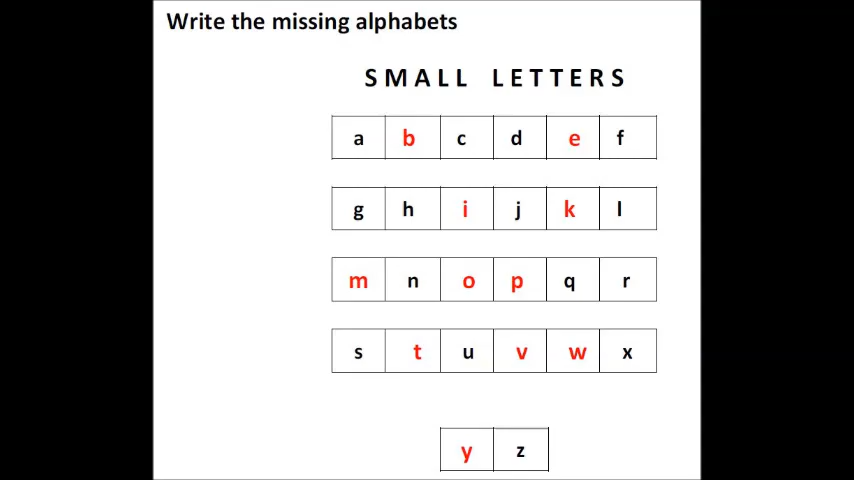 Write the missing alphabets
SMALL LETTERS
a b c d e f
g h i j k l
m n o p q r
s t u v w x
y z